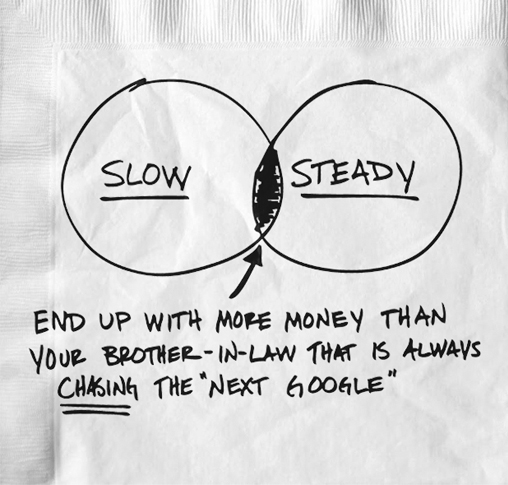 SLOW
STEADY
END UP WITH MORE MONEY THAN
YOUR BROTHER-IN-LAW THAT IS ALWAYS
CHASING THE "NEXT GOOGLE"